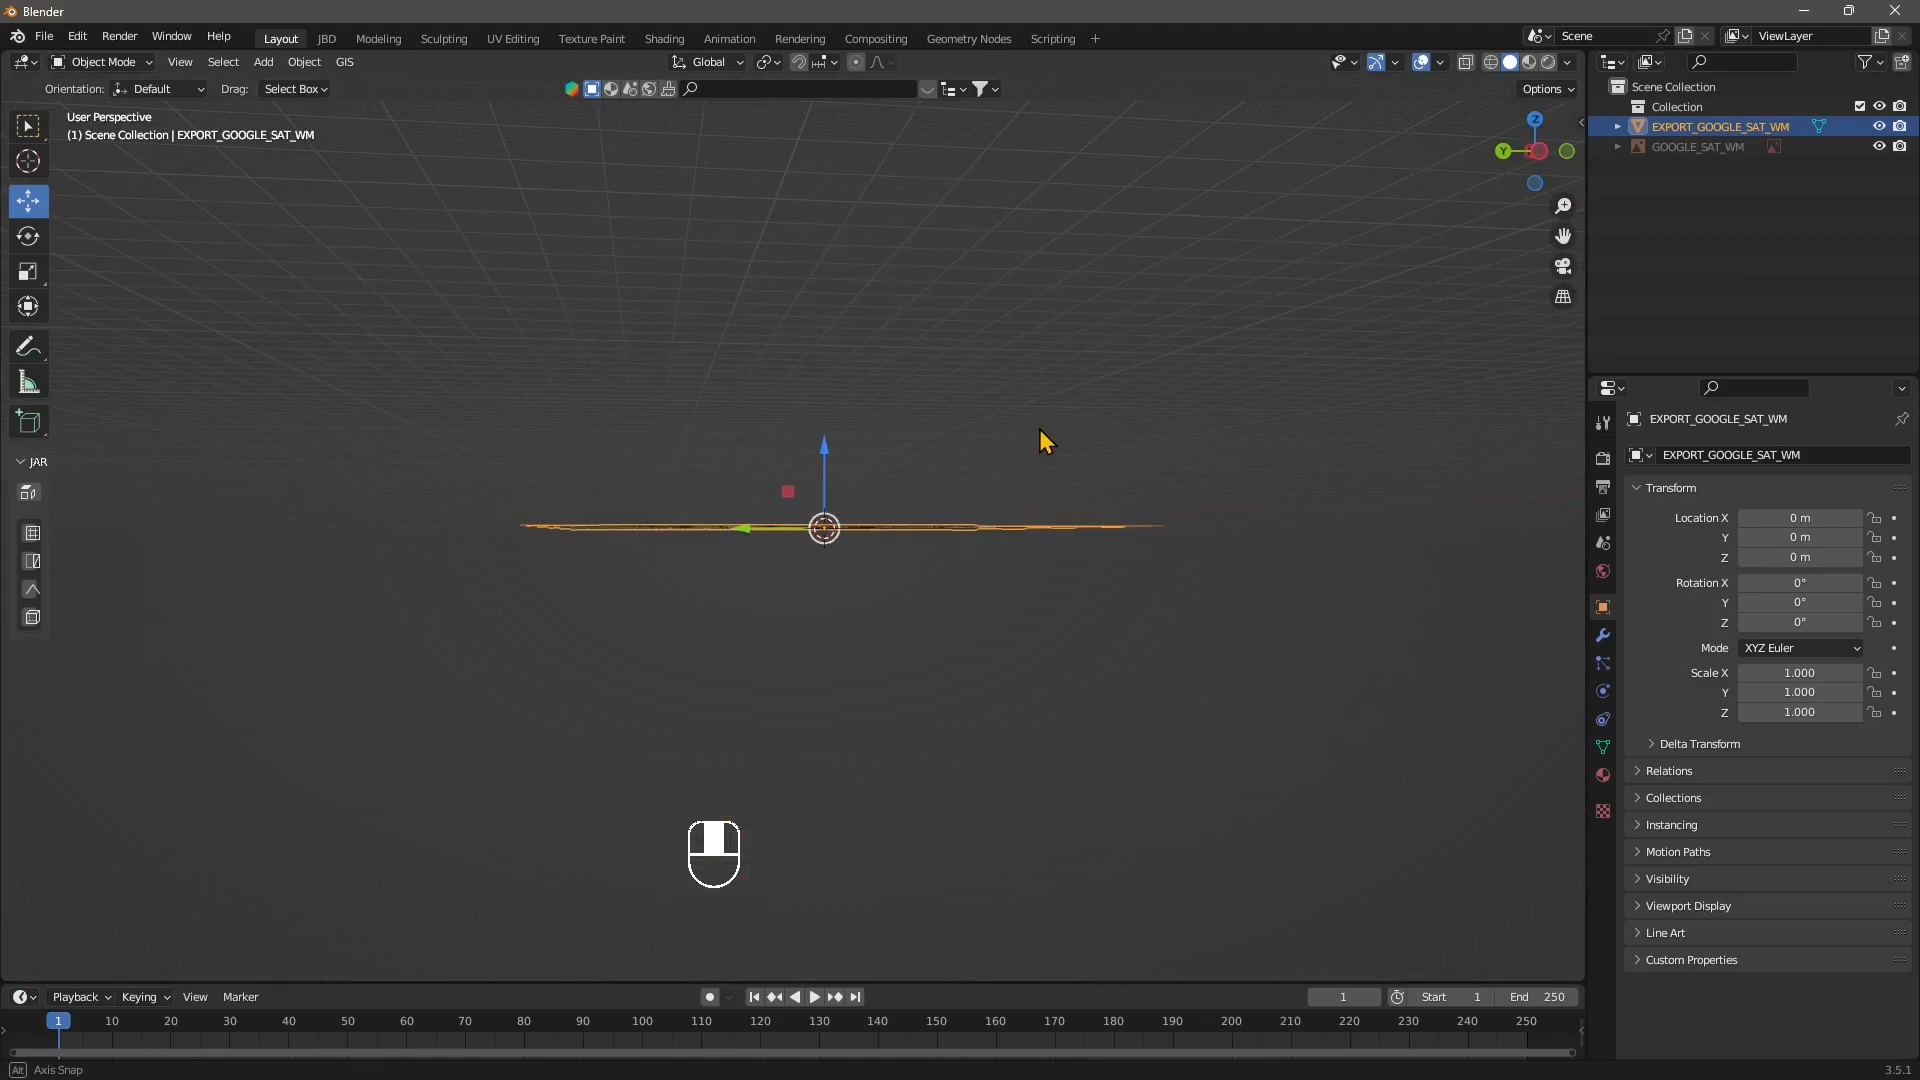 Blender
File Edit Render Window Help Layout JBD Modeling Sculpting UV Editing Texture Paint Shading Animation Rendering Compositing Geometry Nodes Scripting + Scene ViewLayer
Object Mode View Select Add Object GIS Global
Orientation: Default Drag: Select Box Options
User Perspective
(1) Scene Collection | EXPORT_GOOGLE_SAT_WM
Z
Y
JAR
Scene Collection
Collection
EXPORT_GOOGLE_SAT_WM
GOOGLE_SAT_WM
EXPORT_GOOGLE_SAT_WM
EXPORT_GOOGLE_SAT_WM
Transform
Location X 0 m
Y 0 m
Z 0 m
Rotation X 0°
Y 0°
Z 0°
Mode XYZ Euler
Scale X 1.000
Y 1.000
Z 1.000
Delta Transform
Relations
Collections
Instancing
Motion Paths
Visibility
Viewport Display
Line Art
Custom Properties
Playback Keying View Marker 1 Start 1 End 250
1 10 20 30 40 50 60 70 80 90 100 110 120 130 140 150 160 170 180 190 200 210 220 230 240 250
Alt Axis Snap 3.5.1